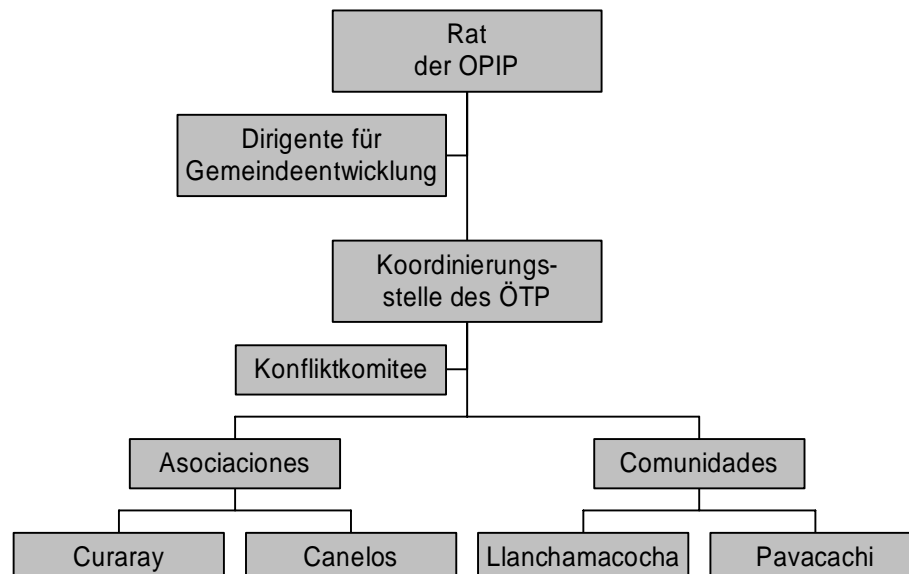 Rat
der OPIP
Dirigente für
Gemeindeentwicklung
Koordinierungs-
stelle des ÖTP
Konfliktkomitee
Asociaciones
Comunidades
Curaray
Canelos
Llanchamacocha
Pavacachi